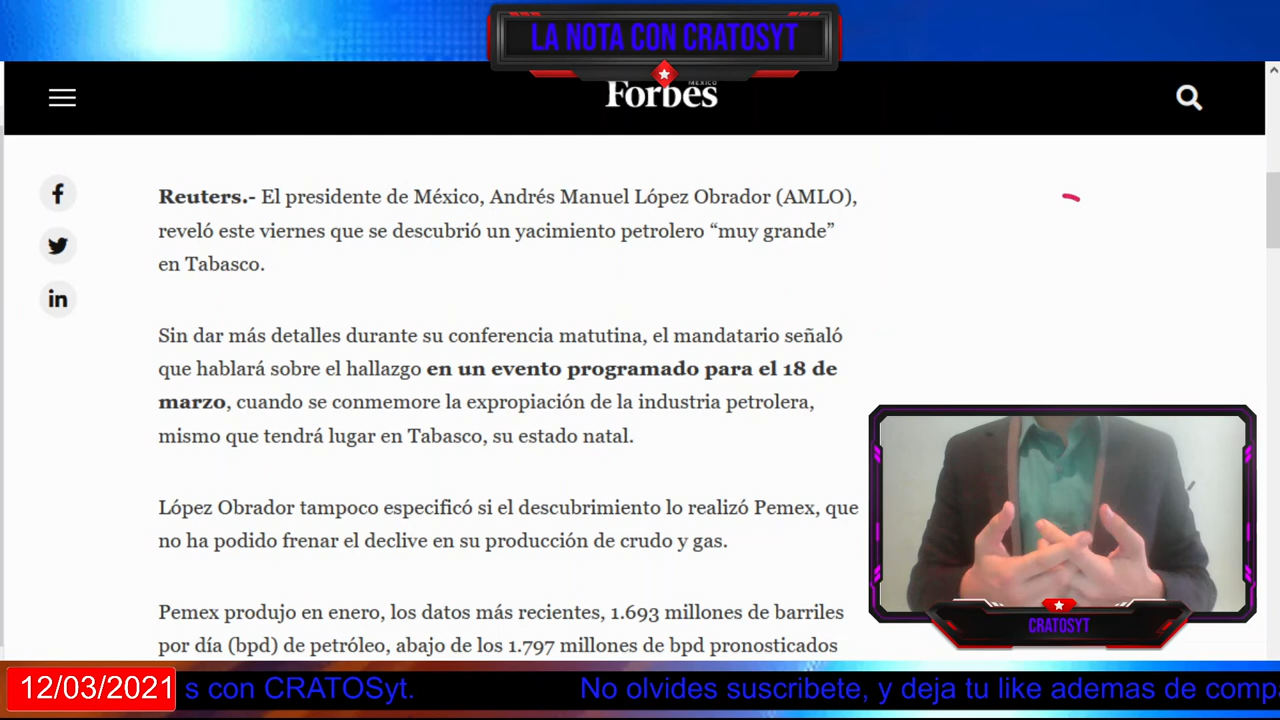 LA NOTA CON CRATOSYT
Forbes
MÉXICO
Reuters.- El presidente de México, Andrés Manuel López Obrador (AMLO),
reveló este viernes que se descubrió un yacimiento petrolero “muy grande”
en Tabasco.
Sin dar más detalles durante su conferencia matutina, el mandatario señaló
que hablará sobre el hallazgo en un evento programado para el 18 de
marzo, cuando se conmemore la expropiación de la industria petrolera,
mismo que tendrá lugar en Tabasco, su estado natal.
López Obrador tampoco especificó si el descubrimiento lo realizó Pemex, que
no ha podido frenar el declive en su producción de crudo y gas.
Pemex produjo en enero, los datos más recientes, 1.693 millones de barriles
por día (bpd) de petróleo, abajo de los 1.797 millones de bpd pronosticados
CRATOSYT
12/03/2021 s con CRATOSyt. No olvides suscribete, y deja tu like ademas de comp